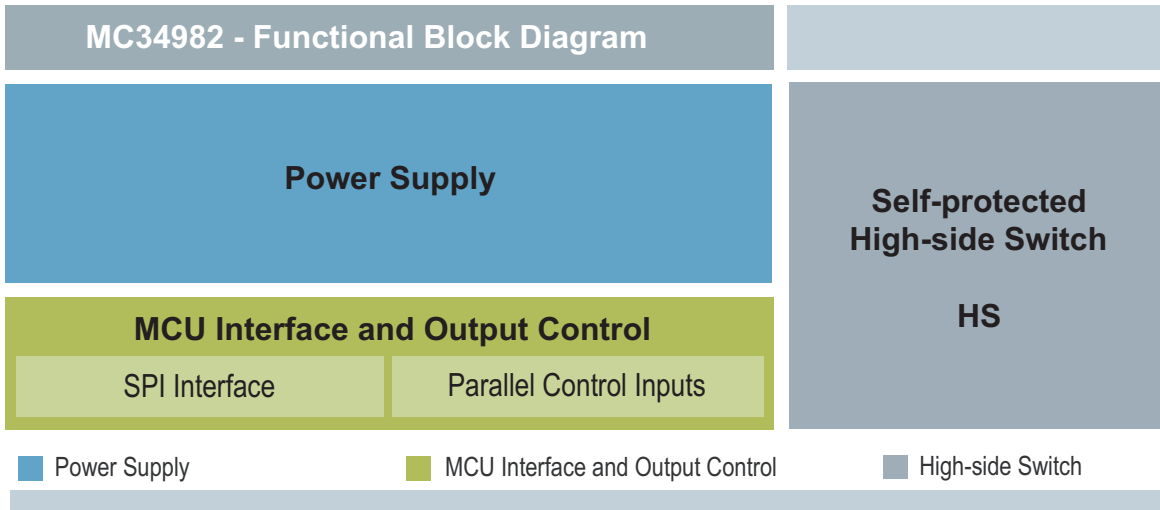 MC34982 - Functional Block Diagram
Power Supply
Self-protected
High-side Switch
HS
MCU Interface and Output Control
SPI Interface
Parallel Control Inputs
Power Supply
MCU Interface and Output Control
High-side Switch